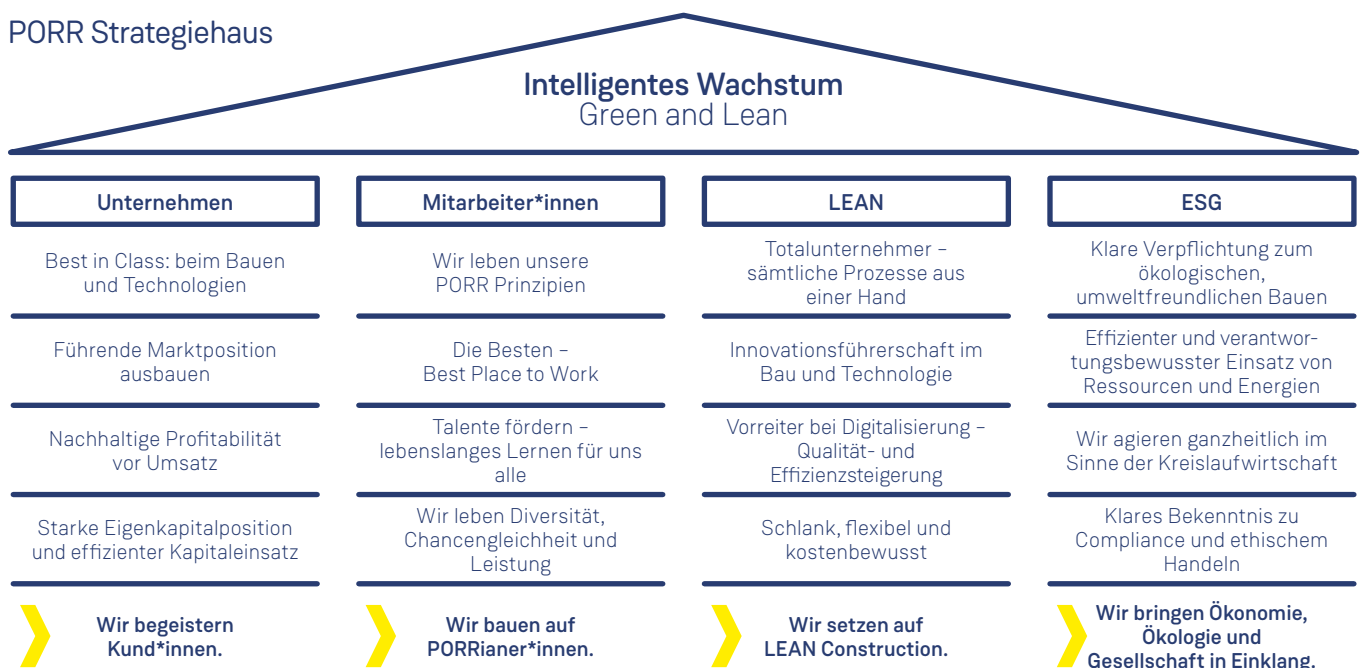 PORR Strategiehaus
Intelligentes Wachstum
Green and Lean
Unternehmen
Best in Class: beim Bauen
und Technologien
Führende Marktposition
ausbauen
Nachhaltige Profitabilität
vor Umsatz
Starke Eigenkapitalposition
und effizienter Kapitaleinsatz
Wir begeistern
Kund*innen.
Mitarbeiter*innen
Wir leben unsere
PORR Prinzipien
Die Besten –
Best Place to Work
Talente fördern –
lebenslanges Lernen für uns
alle
Wir leben Diversität,
Chancengleichheit und
Leistung
Wir bauen auf
PORRianer*innen.
LEAN
Totalunternehmer –
sämtliche Prozesse aus
einer Hand
Innovationsführerschaft im
Bau und Technologie
Vorreiter bei Digitalisierung –
Qualität- und
Effizienzsteigerung
Schlank, flexibel und
kostenbewusst
Wir setzen auf
LEAN Construction.
ESG
Klare Verpflichtung zum
ökologischen,
umweltfreundlichen Bauen
Effizienter und verantwor-
tungsbewusster Einsatz von
Ressourcen und Energien
Wir agieren ganzheitlich im
Sinne der Kreislaufwirtschaft
Klares Bekenntnis zu
Compliance und ethischem
Handeln
Wir bringen Ökonomie,
Ökologie und
Gesellschaft in Einklang.